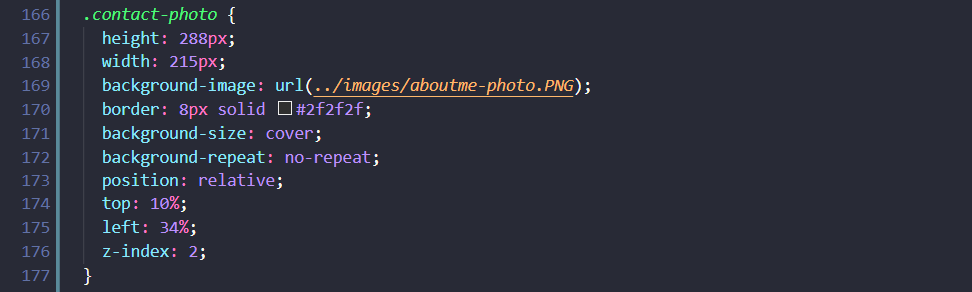 166 .contact-photo {
167 height: 288px;
168 width: 215px;
169 background-image: url(../images/aboutme-photo.PNG);
170 border: 8px solid #2f2f2f;
171 background-size: cover;
172 background-repeat: no-repeat;
173 position: relative;
174 top: 10%;
175 left: 34%;
176 z-index: 2;
177 }